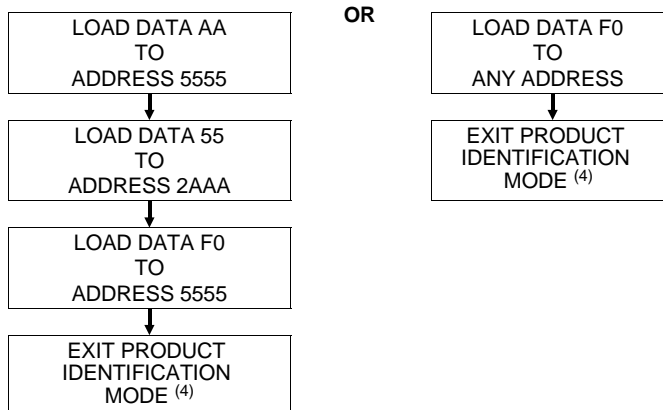 LOAD DATA AA
TO
ADDRESS 5555
LOAD DATA 55
TO
ADDRESS 2AAA
LOAD DATA F0
TO
ADDRESS 5555
EXIT PRODUCT
IDENTIFICATION
MODE (4)
OR
LOAD DATA F0
TO
ANY ADDRESS
EXIT PRODUCT
IDENTIFICATION
MODE (4)